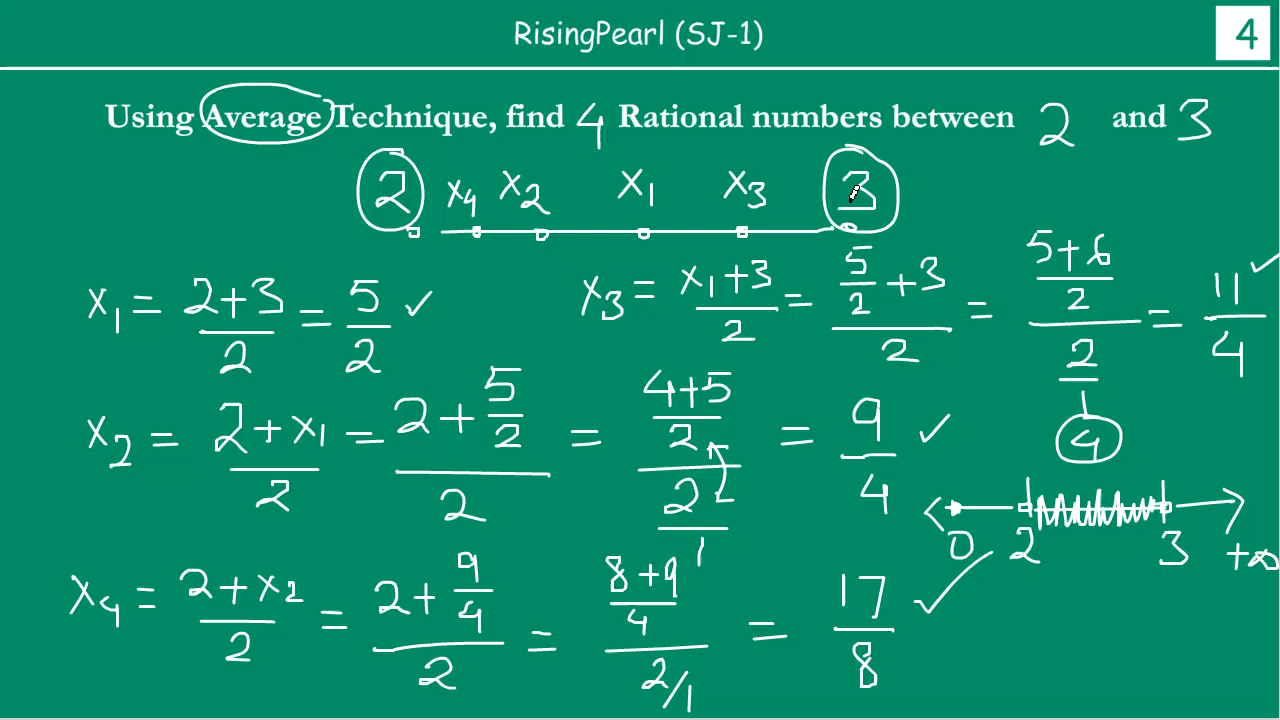 RisingPearl (SJ-1)
4
Using Average Technique, find 4 Rational numbers between 2 and 3
2 x4 x2 x1 x3 3
x1 = (2+3)/2 = 5/2 ✓
x3 = (x1+3)/2 = (5/2 + 3)/2 = ((5+6)/2)/2 = 11/4 ✓
4
x2 = (2+x1)/2 = (2 + 5/2)/2 = ((4+5)/2)/(2/1) = 9/4 ✓
0 2 3 +∞
x4 = (2+x2)/2 = (2 + 9/4)/2 = ((8+9)/4)/(2/1) = 17/8 ✓